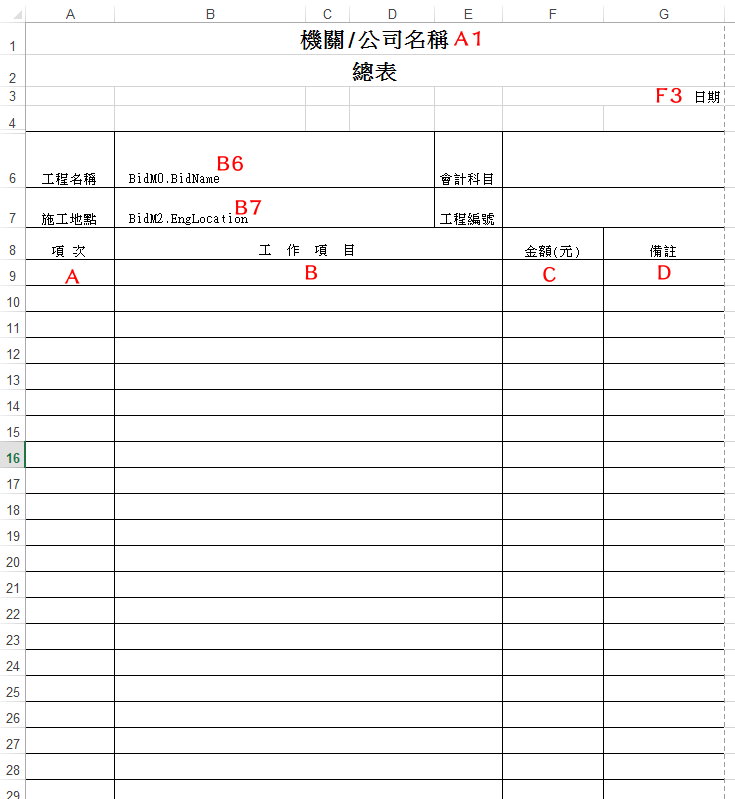 A B C D E F G
1 機關/公司名稱 A1
2 總表
3 F3 日期
4
6 工程名稱 BidM0.BidName B6 會計科目
7 施工地點 BidM2.EngLocation B7 工程編號
8 項 次 工 作 項 目 金額(元) 備註
9 A B C D
10
11
12
13
14
15
16
17
18
19
20
21
22
23
24
25
26
27
28
29